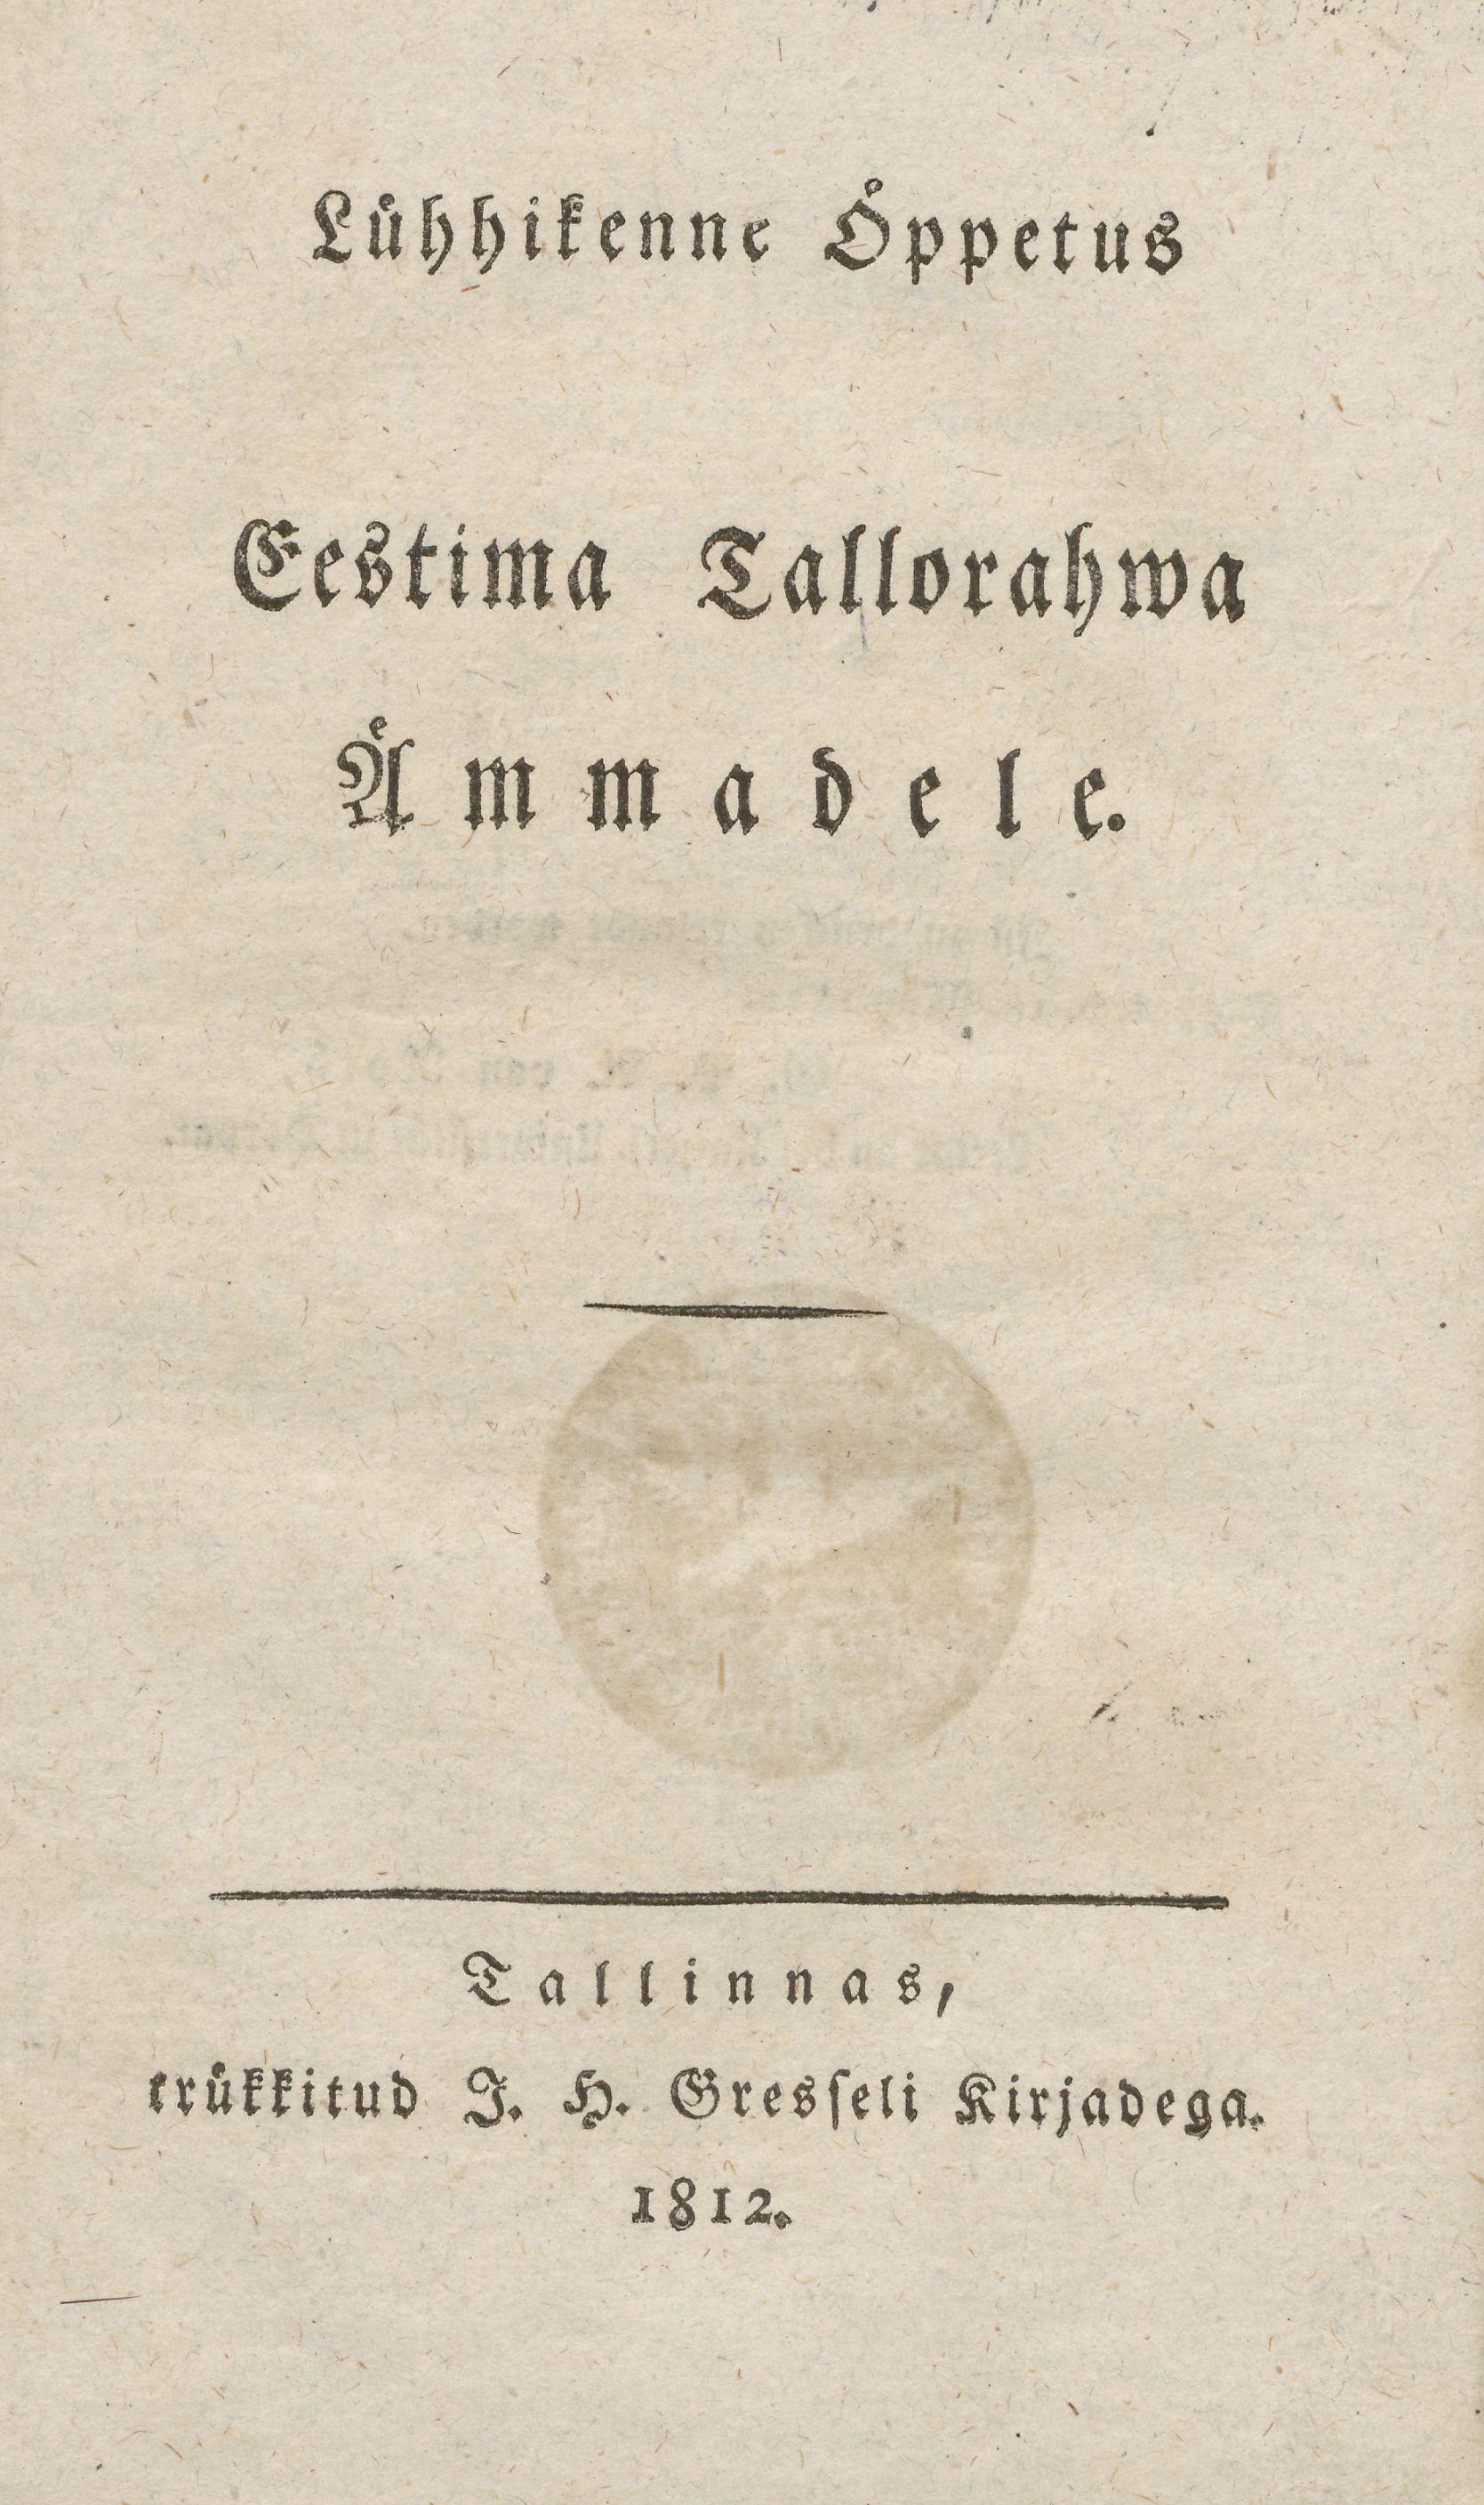 Lühhikenne Öppetus
Eestima Tallorahwa
Ämmadele.
Tallinnas,
trükkitud J. H. Gresseli Kirjadega.
1812.